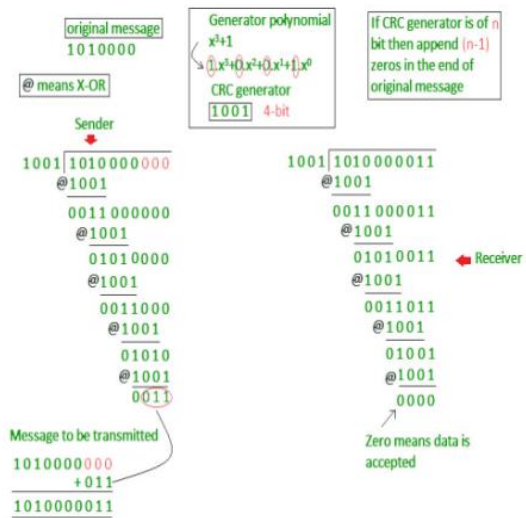 original message
1010000
@ means X-OR
Generator polynomial
x³+1
1.x³+0.x²+0.x¹+1.x⁰
CRC generator
1001 4-bit
If CRC generator is of n
bit then append (n-1)
zeros in the end of
original message
Sender
1001 1010000000
@1001
0011000000
@1001
01010000
@1001
0011000
@1001
01010
@1001
0011
Message to be transmitted
1010000000
+011
1010000011
1001 1010000011
@1001
0011000011
@1001
01010011
Receiver
@1001
0011011
@1001
01001
@1001
0000
Zero means data is
accepted